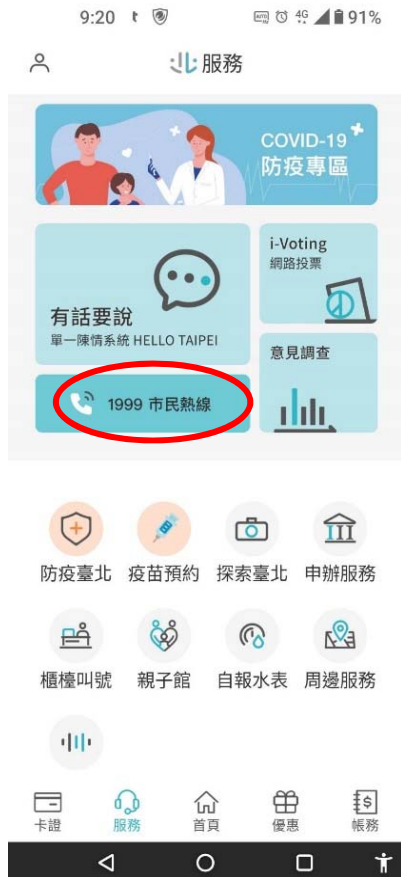 9:20
4G
91%
北服務
COVID-19
防疫專區
有話要說
單一陳情系統 HELLO TAIPEI
i-Voting
網路投票
意見調查
1999 市民熱線
防疫臺北 疫苗預約 探索臺北 申辦服務
櫃檯叫號 親子館 自報水表 周邊服務
卡證 服務 首頁 優惠 帳務